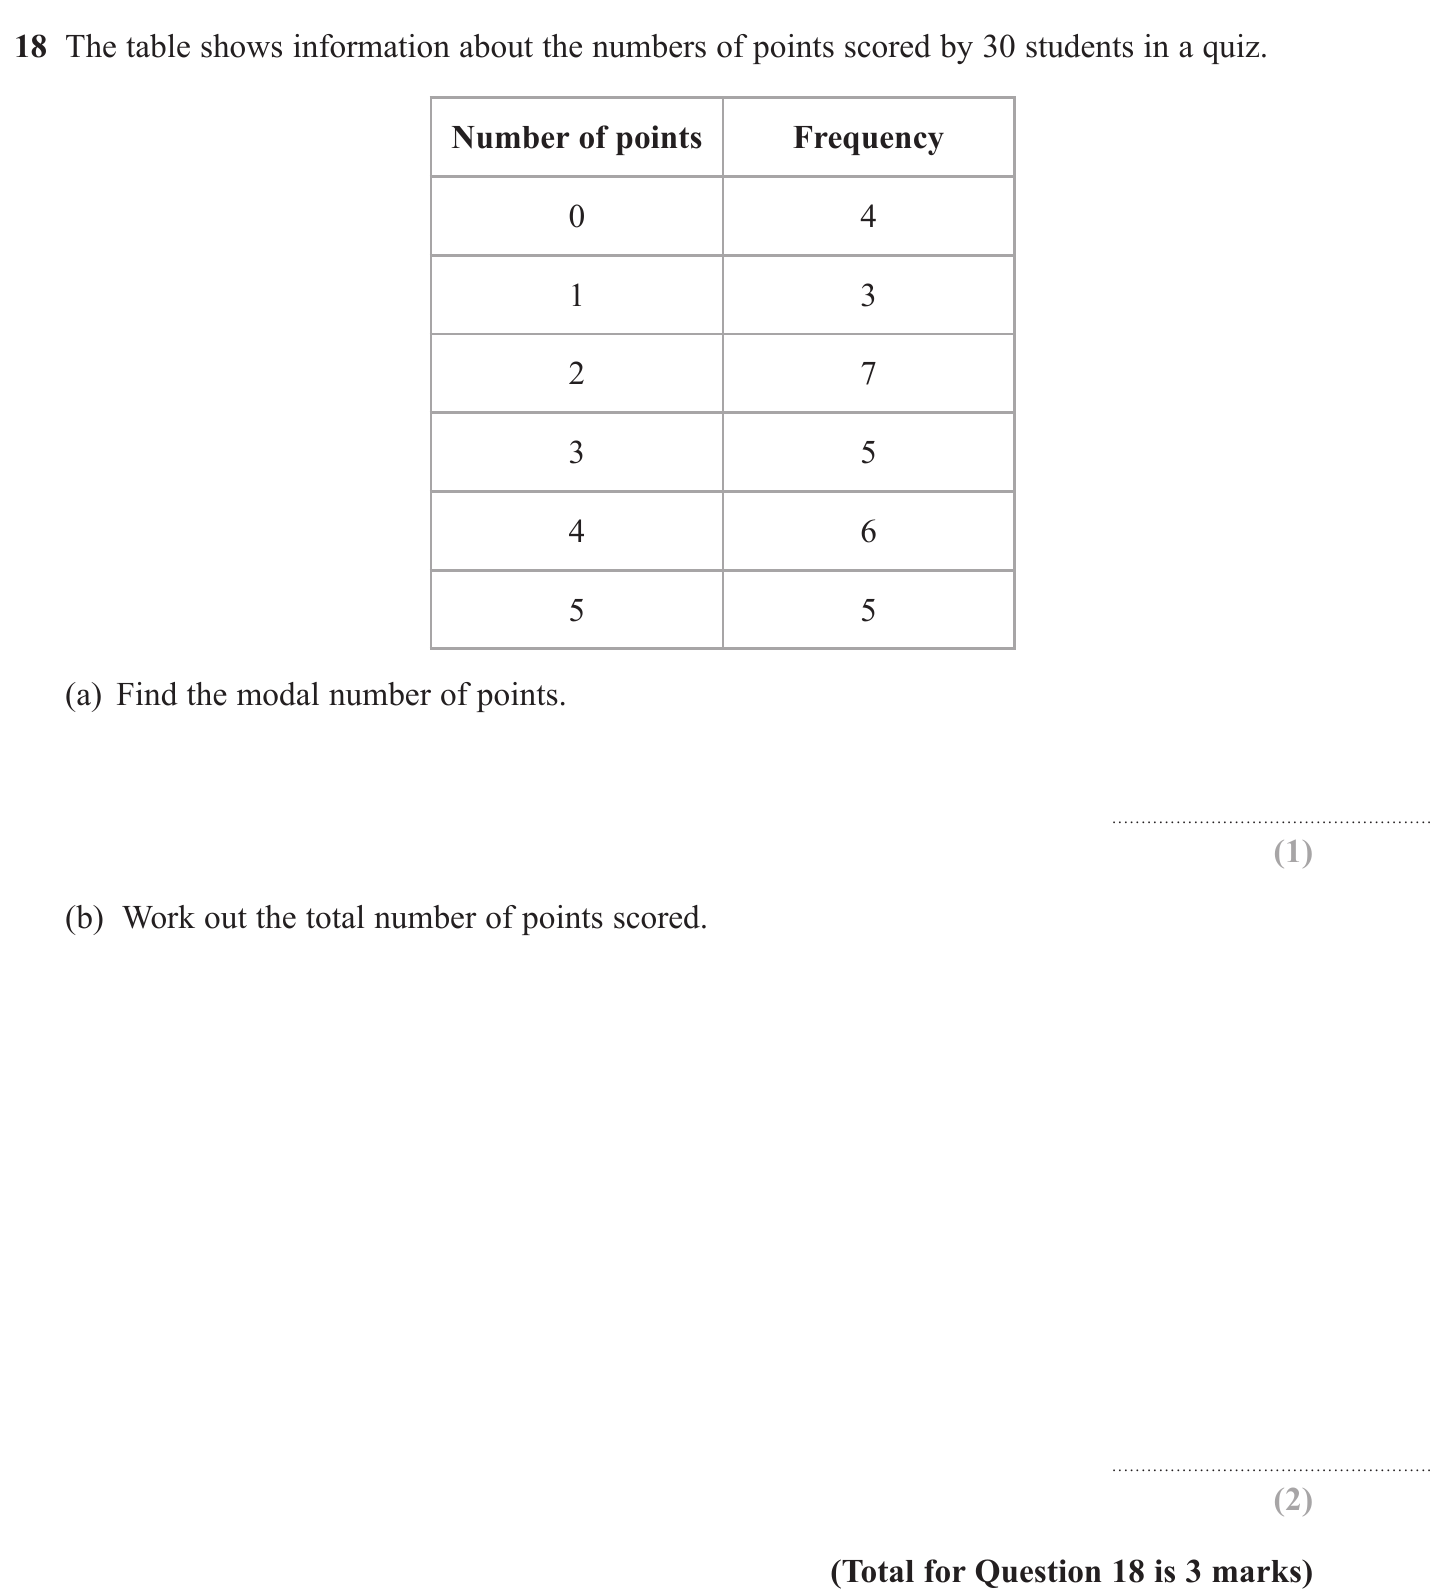 18 The table shows information about the numbers of points scored by 30 students in a quiz.
Number of points Frequency
0 4
1 3
2 7
3 5
4 6
5 5
(a) Find the modal number of points.
(1)
(b) Work out the total number of points scored.
(2)
(Total for Question 18 is 3 marks)